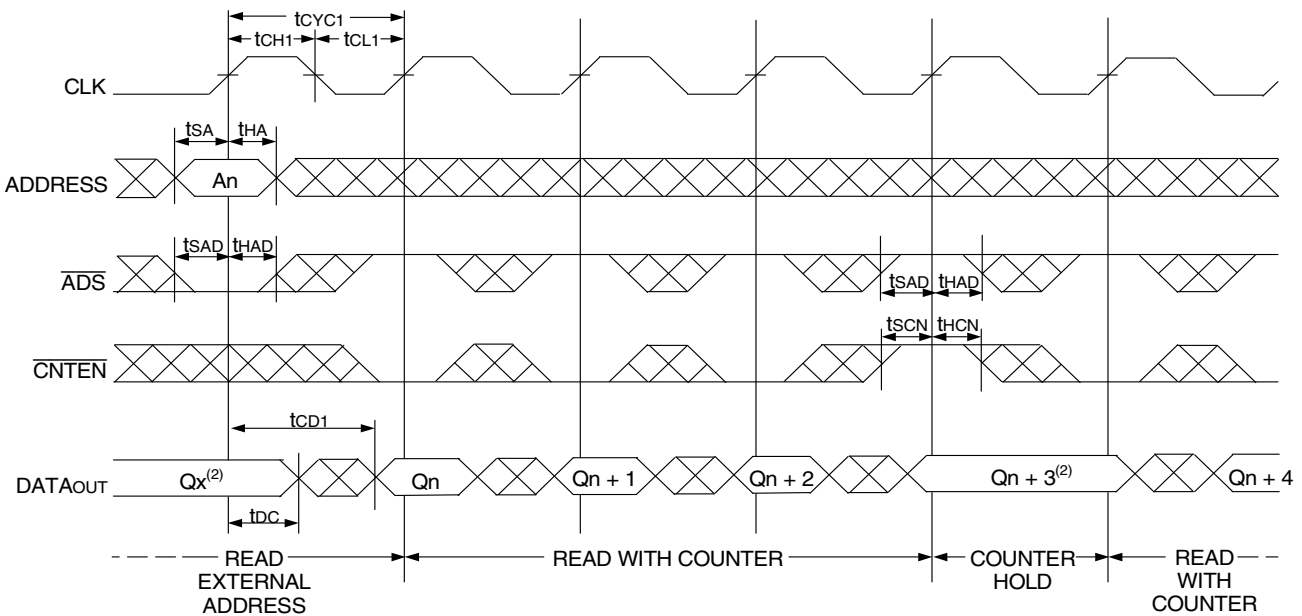 tCYC1
tCH1 tCL1
CLK
tSA tHA
ADDRESS An
tSAD tHAD
ADS
tSAD tHAD
tSCN tHCN
CNTEN
tCD1
DATAOUT Qx(2) Qn Qn + 1 Qn + 2 Qn + 3(2) Qn + 4
tDC
READ EXTERNAL ADDRESS
READ WITH COUNTER
COUNTER HOLD
READ WITH COUNTER